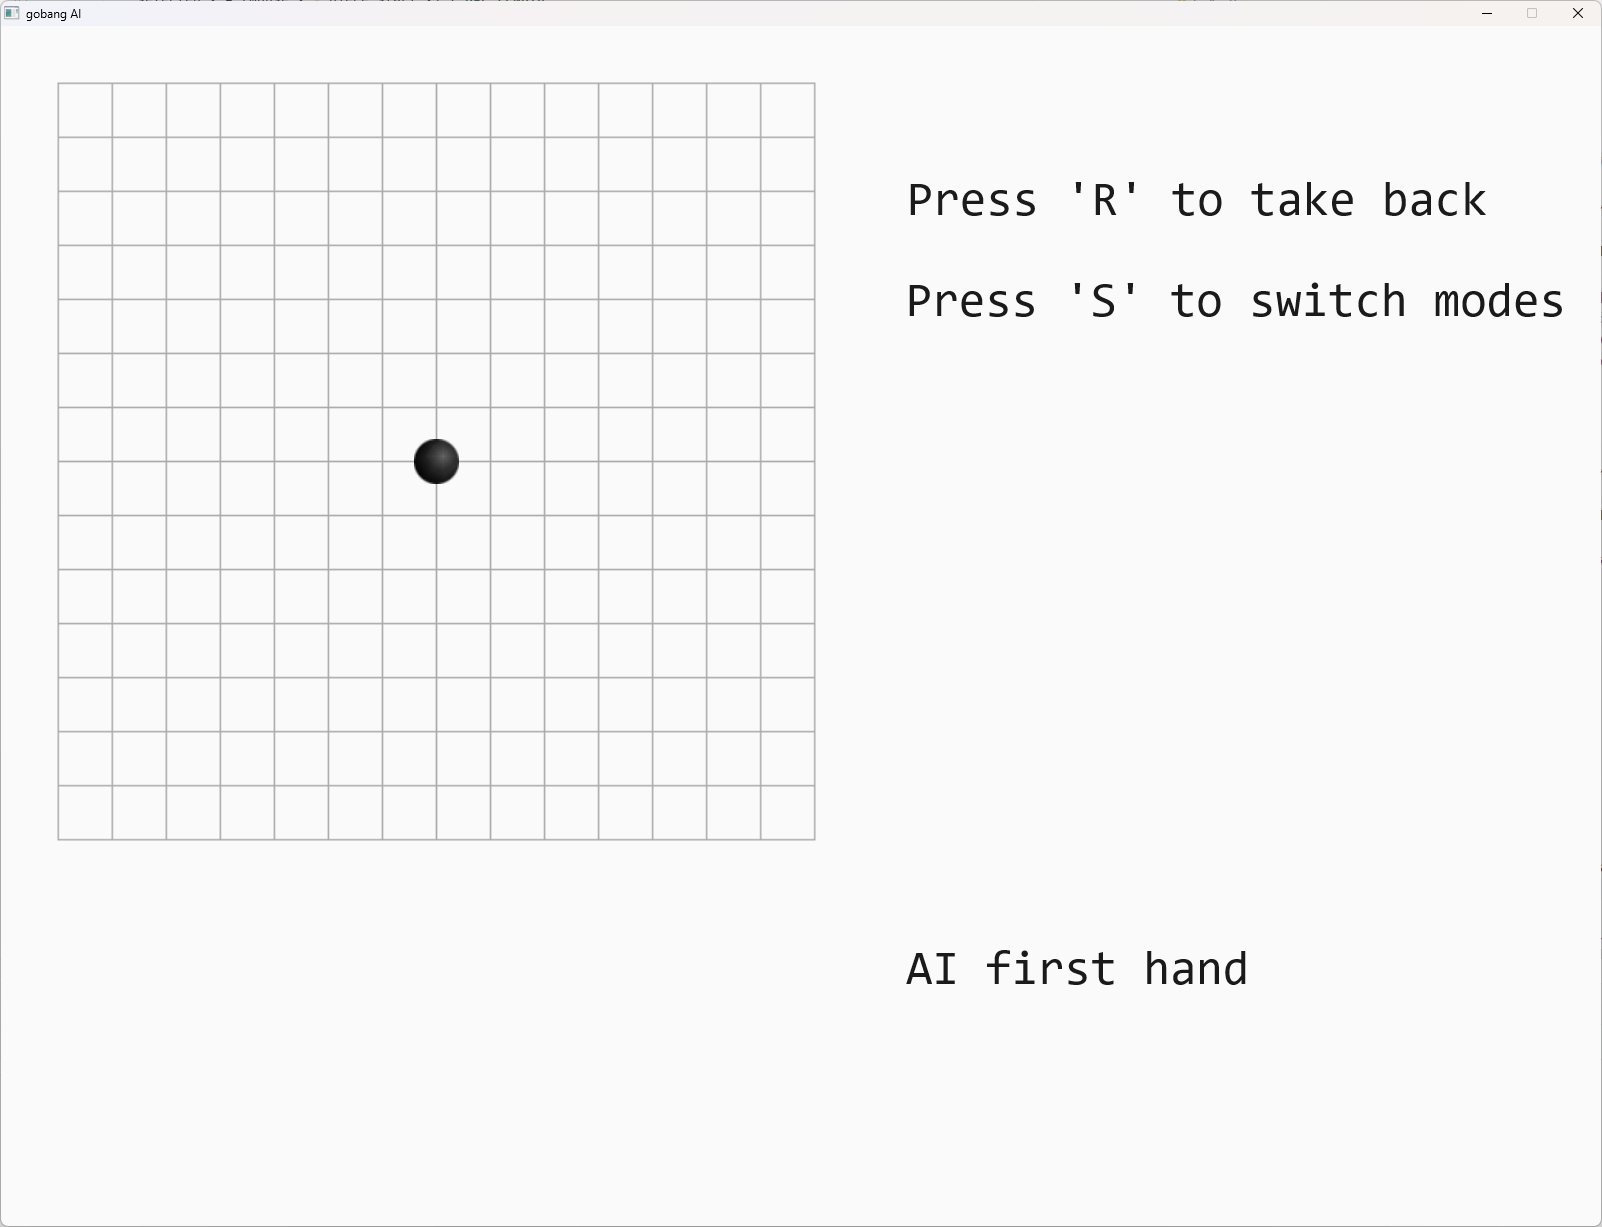 gobang AI
Press 'R' to take back
Press 'S' to switch modes
AI first hand